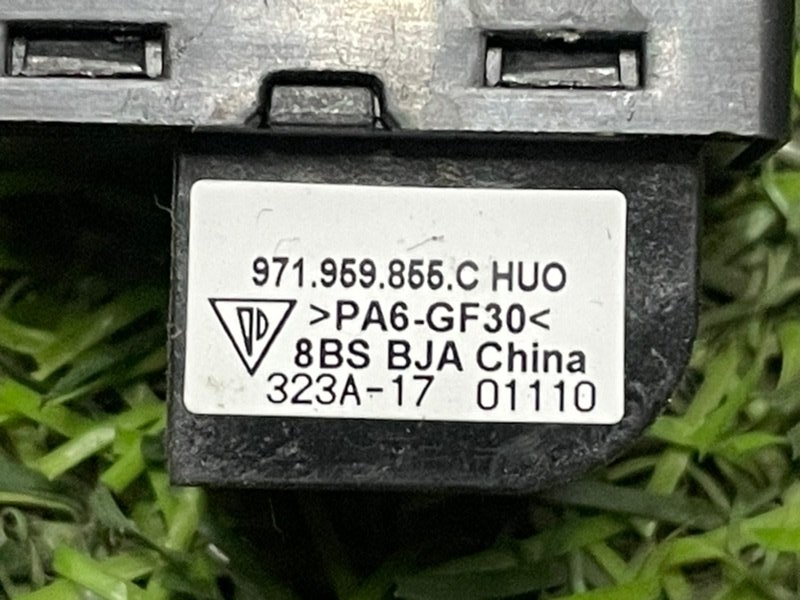 971.959.855.C HUO
>PA6-GF30<
8BS BJA China
323A-17 01110